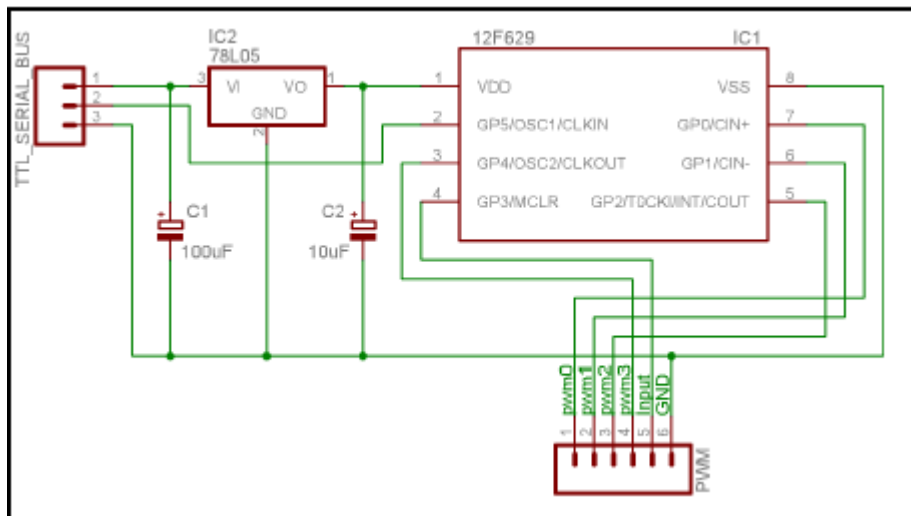 IC2
78L05
12F629 IC1
TTL_SERIAL_BUS
1
2
3
3 VI VO 1
GND
2
1 VDD VSS 8
2 GP5/OSC1/CLKIN GP0/CIN+ 7
3 GP4/OSC2/CLKOUT GP1/CIN- 6
4 GP3/MCLR GP2/T0CKI/INT/COUT 5
+ C1
100uF
+ C2
10uF
pwm0
pwm1
pwm2
pwm3
Input
GND
1
2
3
4
5
6
PWM